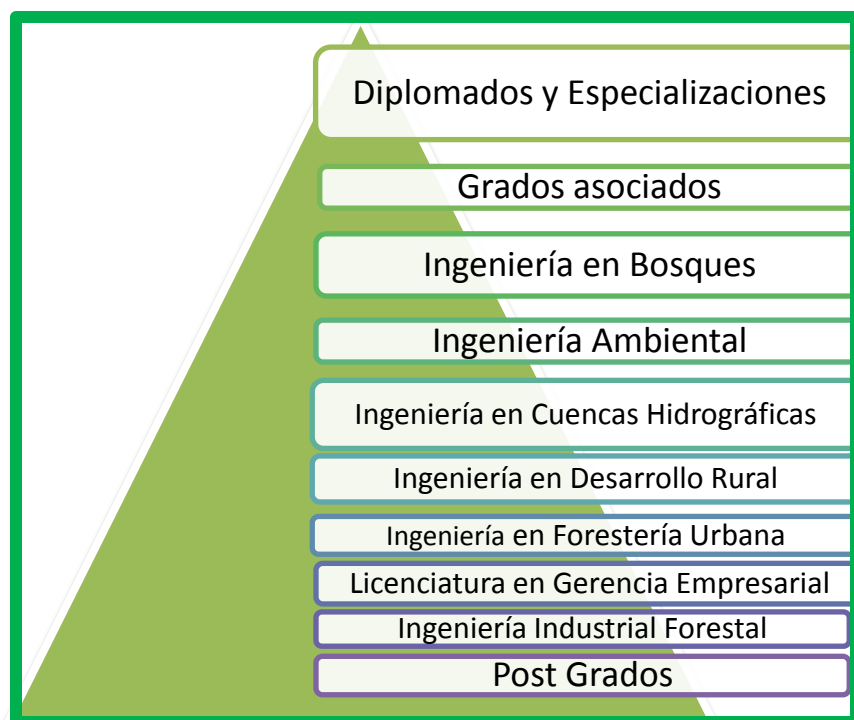 Diplomados y Especializaciones
Grados asociados
Ingeniería en Bosques
Ingeniería Ambiental
Ingeniería en Cuencas Hidrográficas
Ingeniería en Desarrollo Rural
Ingeniería en Forestería Urbana
Licenciatura en Gerencia Empresarial
Ingeniería Industrial Forestal
Post Grados